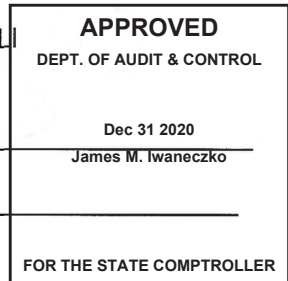 APPROVED
DEPT. OF AUDIT & CONTROL
Dec 31 2020
James M. Iwaneczko
FOR THE STATE COMPTROLLER